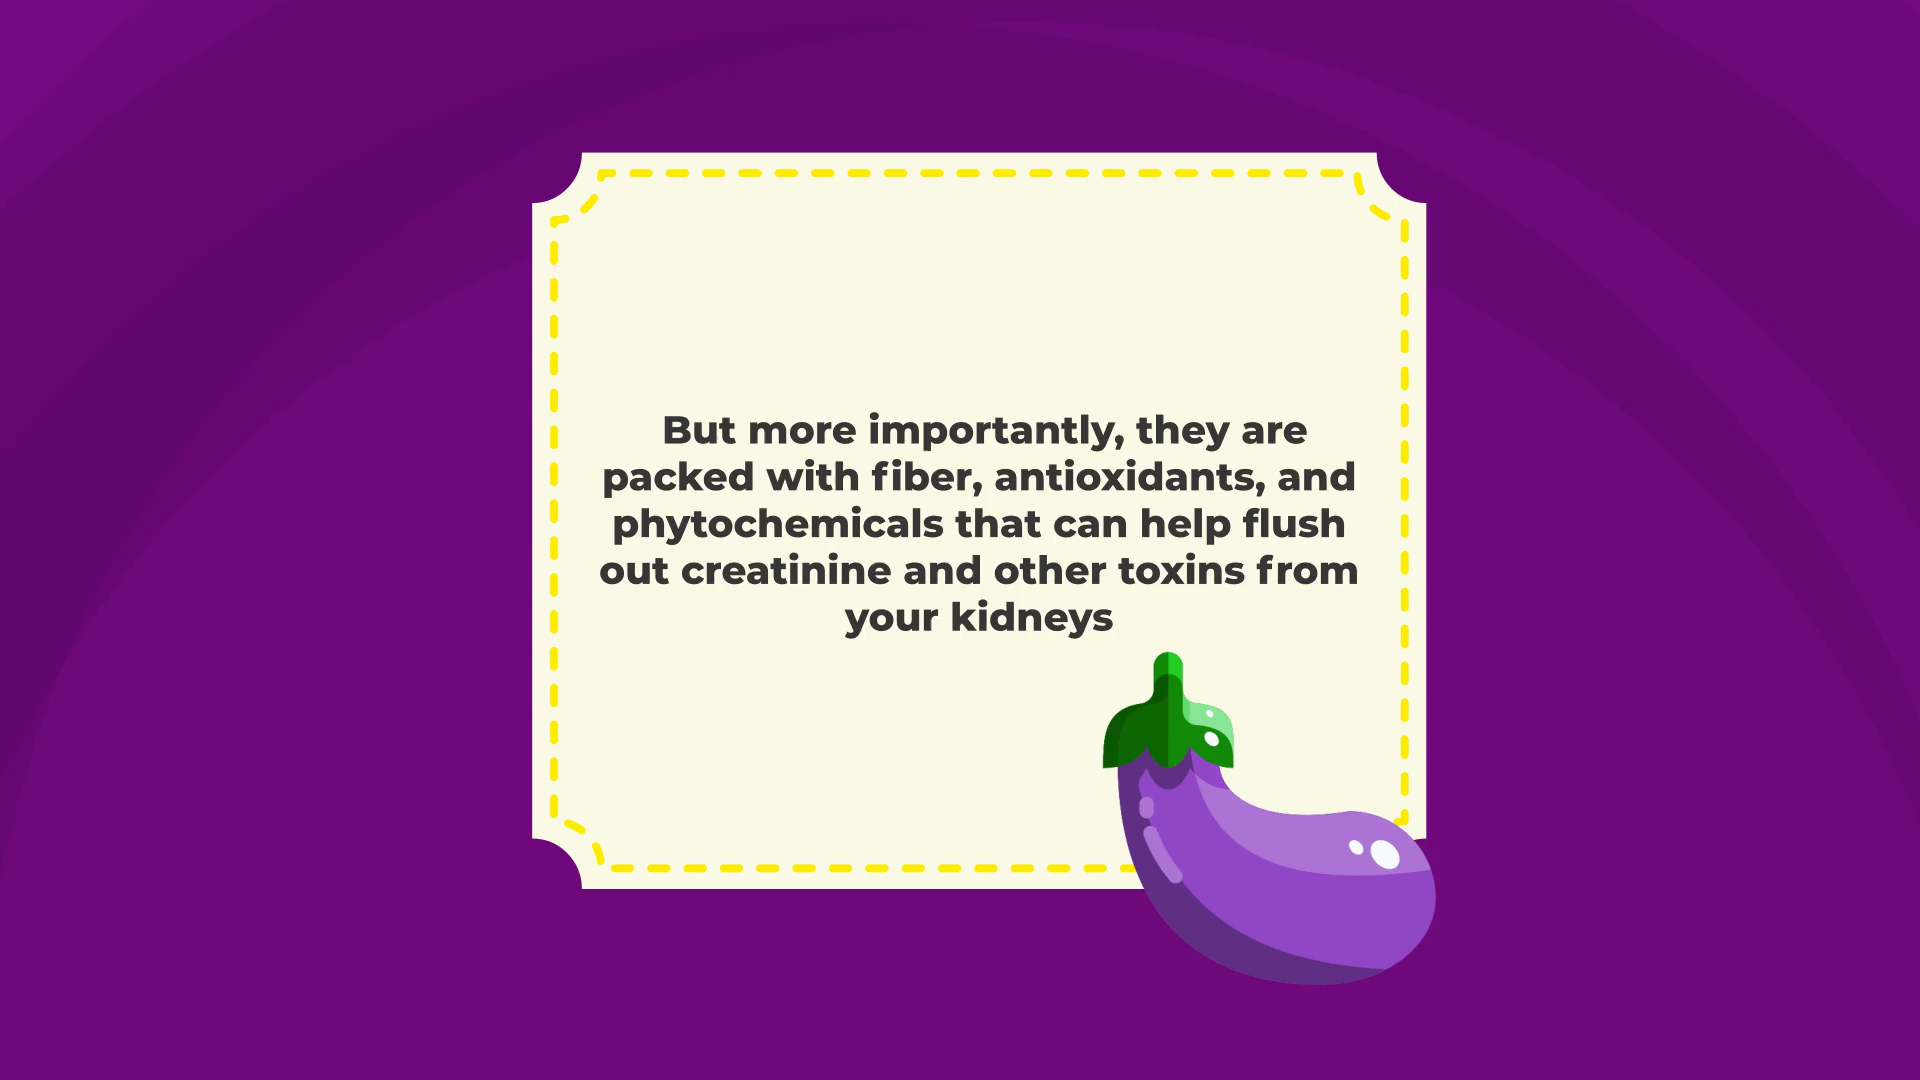 But more importantly, they are
packed with fiber, antioxidants, and
phytochemicals that can help flush
out creatinine and other toxins from
your kidneys